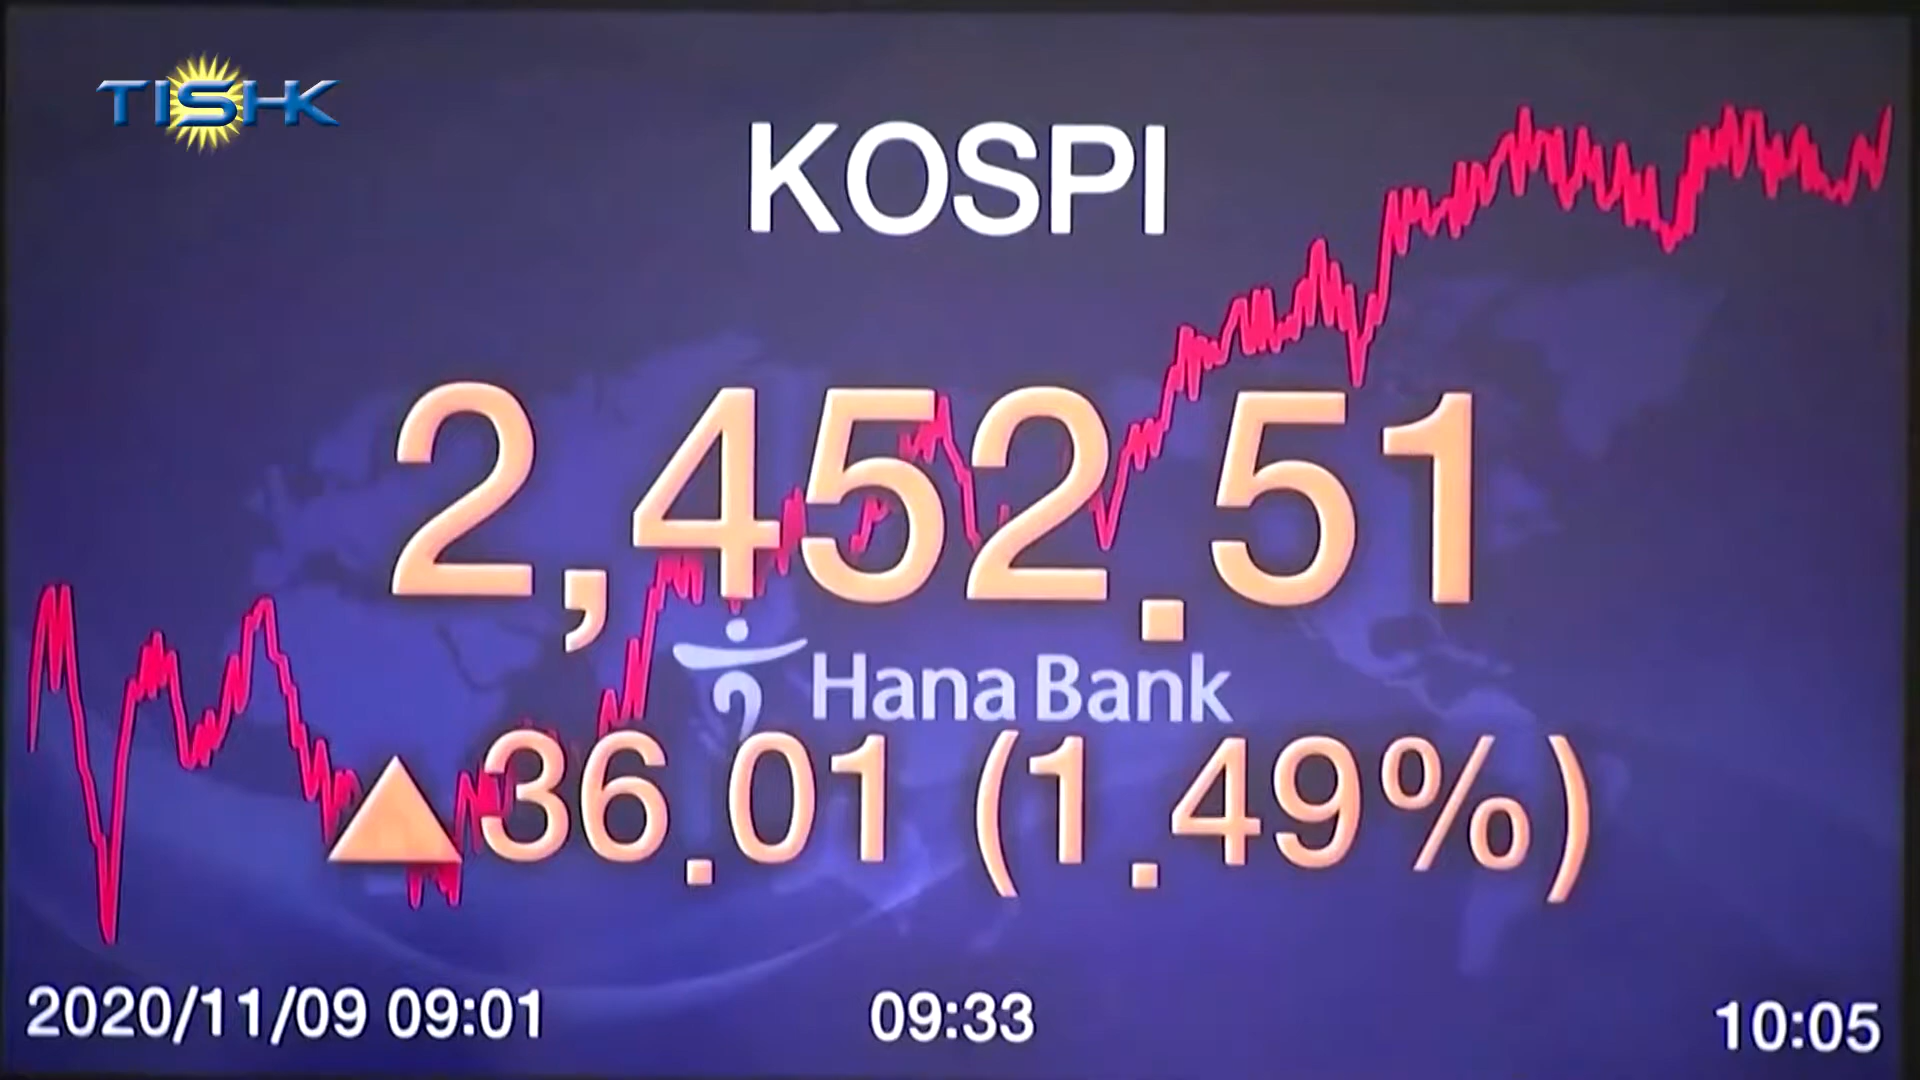 TISHK
KOSPI
2,452.51
Hana Bank
▲36.01 (1.49%)
2020/11/09 09:01
09:33
10:05